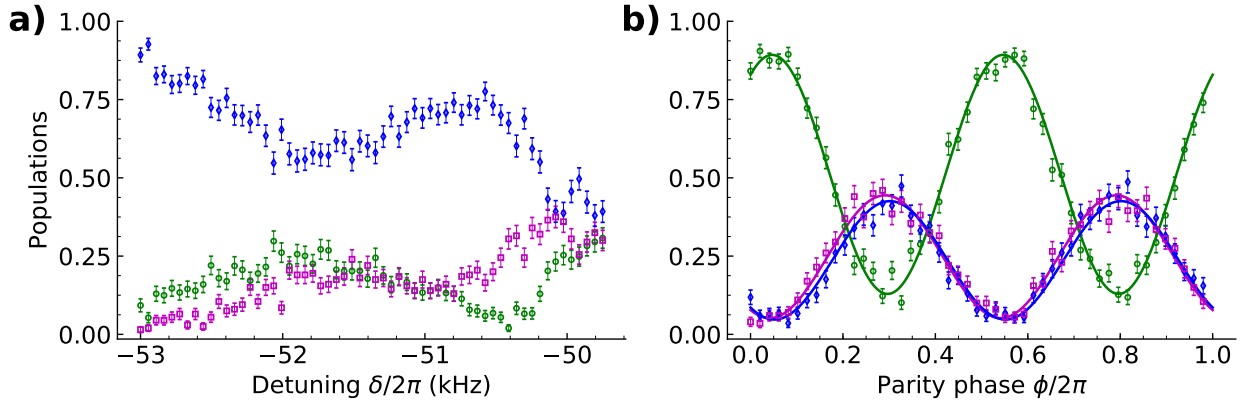 a)
Populations
1.00
0.75
0.50
0.25
0.00
−53 −52 −51 −50
Detuning δ/2π (kHz)
b)
1.00
0.75
0.50
0.25
0.00
0.0 0.2 0.4 0.6 0.8 1.0
Parity phase ϕ/2π